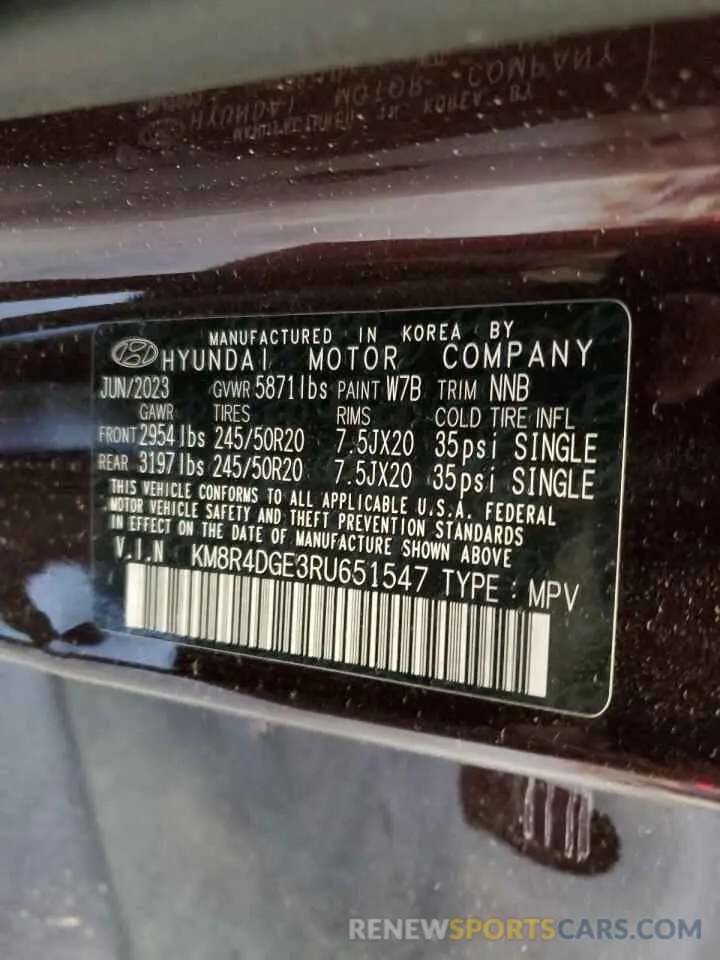 MANUFACTURED IN KOREA BY
HYUNDAI MOTOR COMPANY
JUN/2023 GVWR 5871lbs PAINT W7B TRIM NNB
GAWR TIRES RIMS COLD TIRE INFL
FRONT 2954lbs 245/50R20 7.5JX20 35psi SINGLE
REAR 3197lbs 245/50R20 7.5JX20 35psi SINGLE
THIS VEHICLE CONFORMS TO ALL APPLICABLE U.S.A. FEDERAL
MOTOR VEHICLE SAFETY AND THEFT PREVENTION STANDARDS
IN EFFECT ON THE DATE OF MANUFACTURE SHOWN ABOVE
V.I.N KM8R4DGE3RU651547 TYPE : MPV
RENEWSPORTSCARS.COM